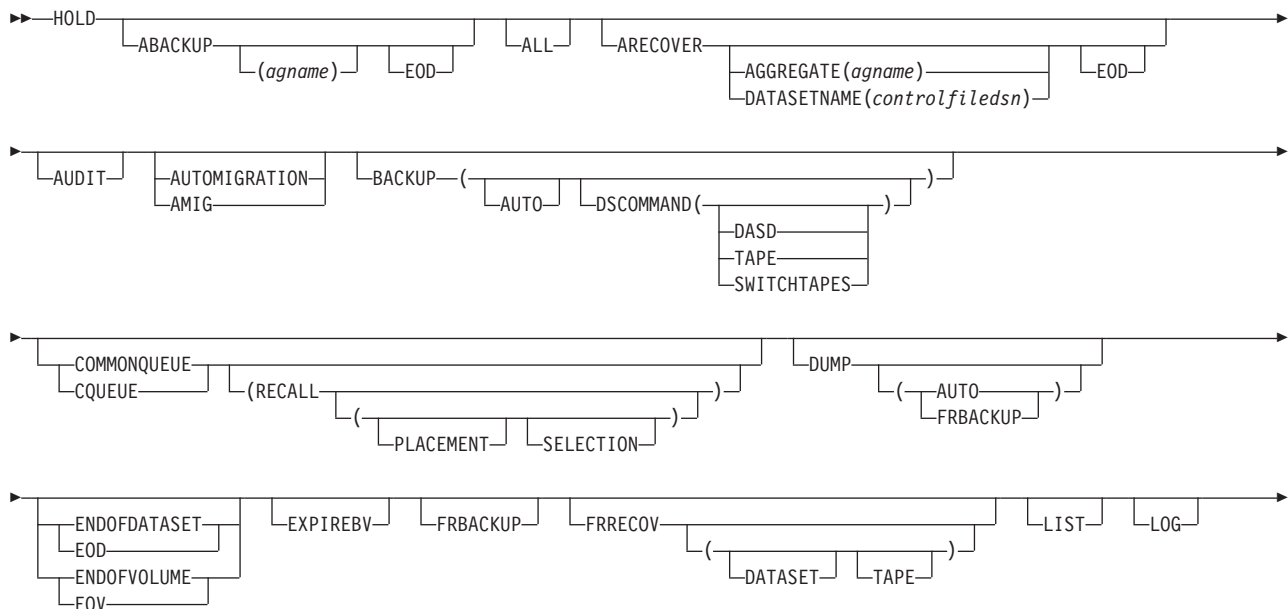 HOLD
ABACKUP (agname) EOD
ALL
ARECOVER AGGREGATE(agname) EOD
DATASETNAME(controlfiledsn)
AUDIT
AUTOMIGRATION
AMIG
BACKUP ( AUTO DSCOMMAND( ) )
DASD
TAPE
SWITCHTAPES
COMMONQUEUE
CQUEUE
(RECALL ( PLACEMENT SELECTION ) )
DUMP ( AUTO )
FRBACKUP
ENDOFDATASET
EOD
ENDOFVOLUME
EOV
EXPIREBV
FRBACKUP
FRRECOV ( DATASET TAPE )
LIST
LOG